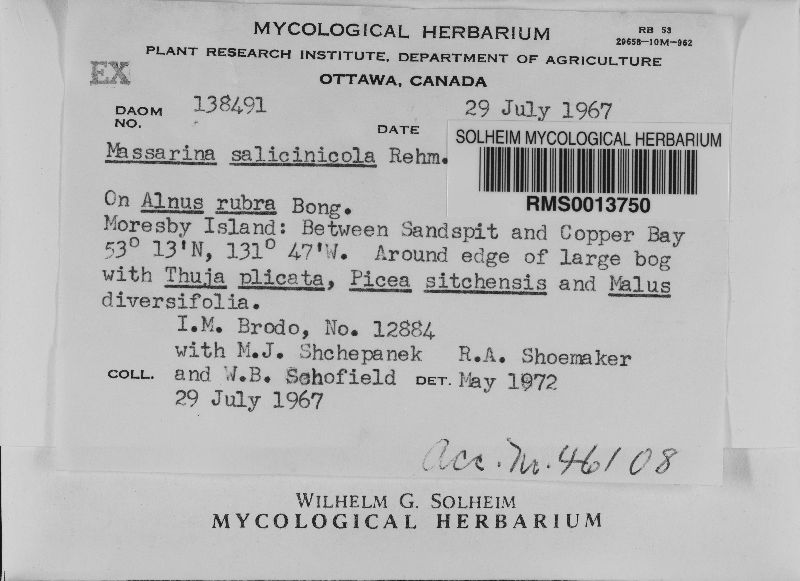 MYCOLOGICAL HERBARIUM
RB 53
29658-10M-962
PLANT RESEARCH INSTITUTE, DEPARTMENT OF AGRICULTURE
EX
OTTAWA, CANADA
DAOM NO. 138491
DATE 29 July 1967
SOLHEIM MYCOLOGICAL HERBARIUM
RMS0013750
Massarina salicinicola Rehm.
On Alnus rubra Bong.
Moresby Island: Between Sandspit and Copper Bay
53° 13'N, 131° 47'W. Around edge of large bog
with Thuja plicata, Picea sitchensis and Malus
diversifolia.
I.M. Brodo, No. 12884
with M.J. Shchepanek R.A. Shoemaker
COLL. and W.B. Schofield DET. May 1972
29 July 1967
Acc. Nr. 46108
WILHELM G. SOLHEIM
MYCOLOGICAL HERBARIUM